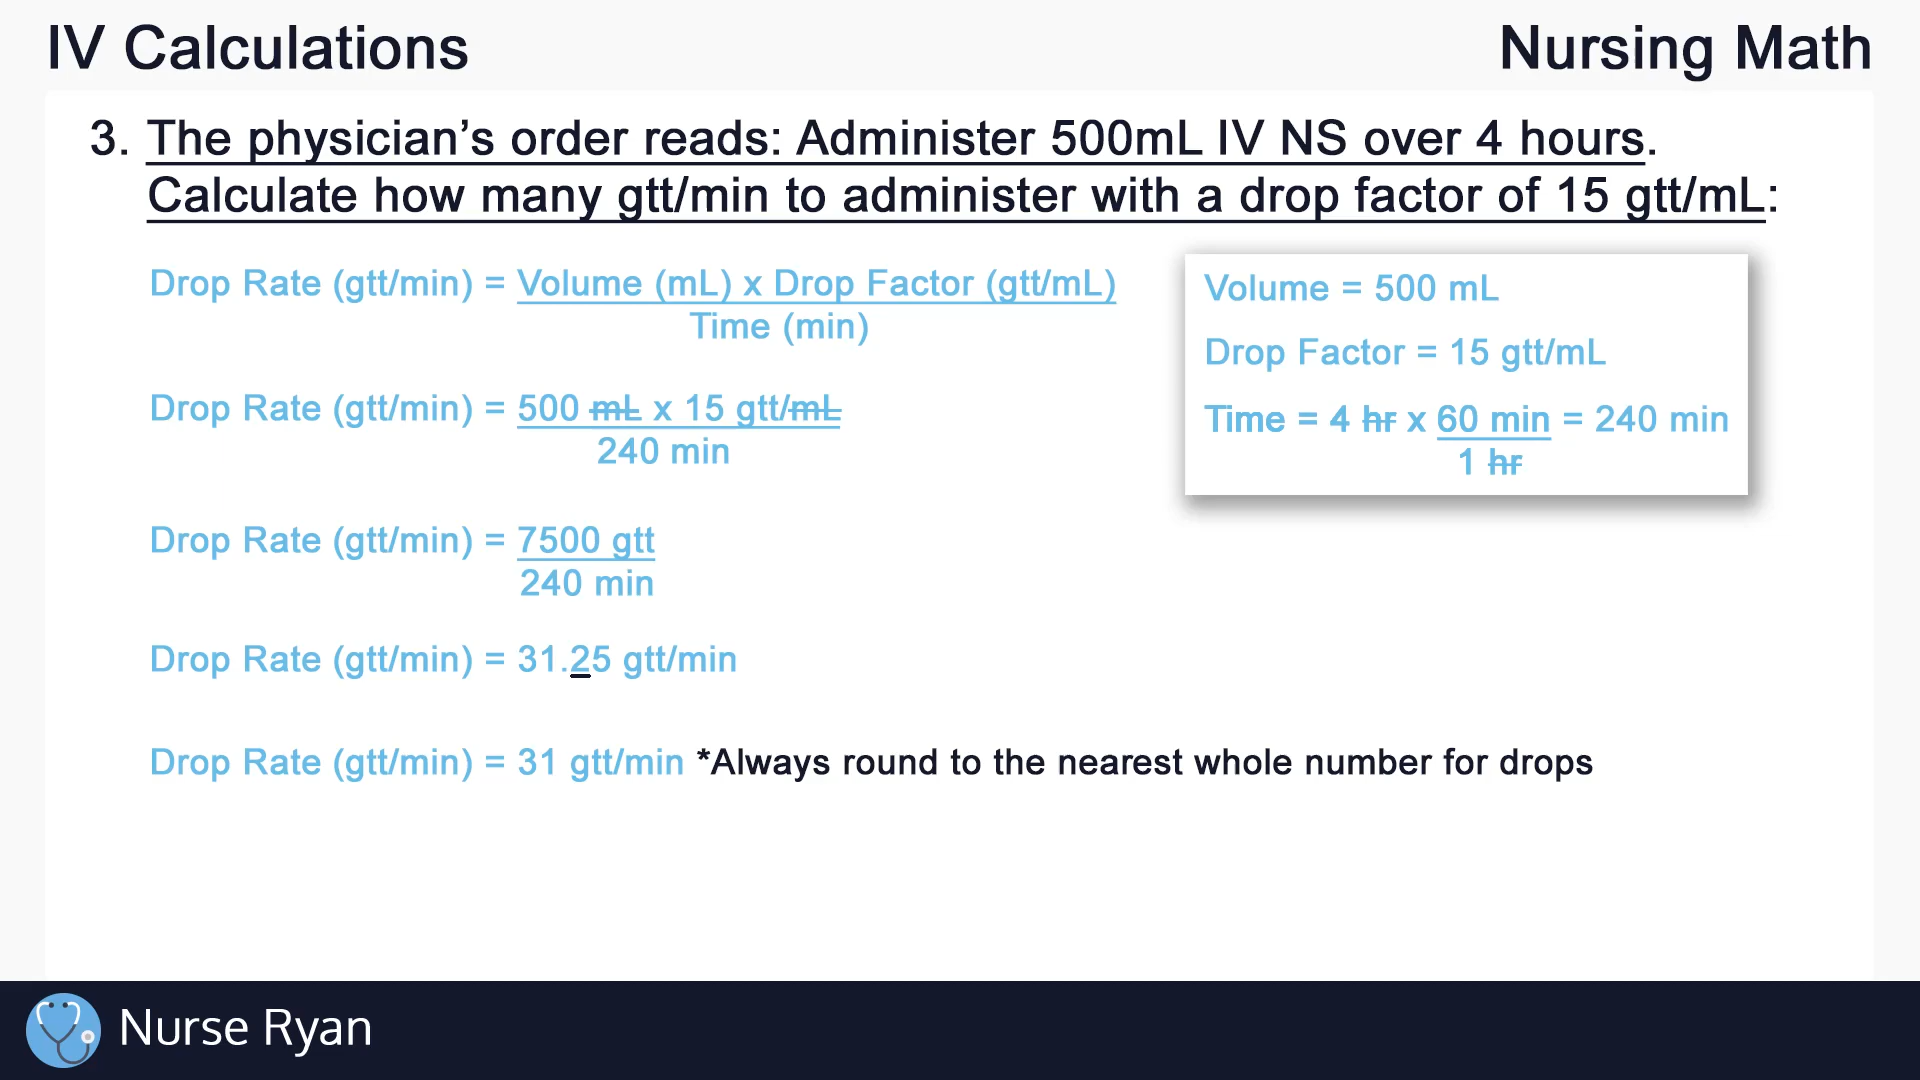 IV Calculations
Nursing Math
3. The physician’s order reads: Administer 500mL IV NS over 4 hours.
Calculate how many gtt/min to administer with a drop factor of 15 gtt/mL:
Drop Rate (gtt/min) = Volume (mL) x Drop Factor (gtt/mL)
Time (min)
Drop Rate (gtt/min) = 500 mL x 15 gtt/mL
240 min
Drop Rate (gtt/min) = 7500 gtt
240 min
Drop Rate (gtt/min) = 31.25 gtt/min
Drop Rate (gtt/min) = 31 gtt/min *Always round to the nearest whole number for drops
Volume = 500 mL
Drop Factor = 15 gtt/mL
Time = 4 hr x 60 min = 240 min
1 hr
Nurse Ryan